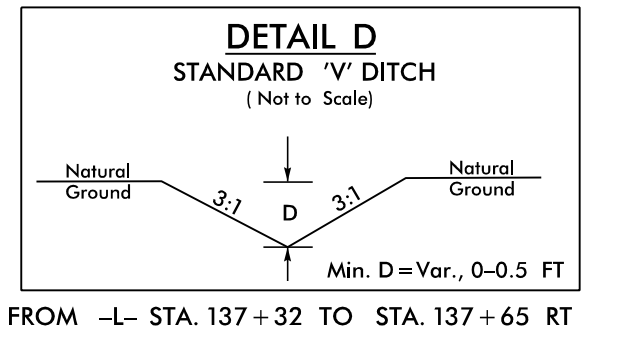 DETAIL D
STANDARD 'V' DITCH
( Not to Scale)
Natural
Ground
3:1
D
3:1
Natural
Ground
Min. D = Var., 0–0.5 FT
FROM –L– STA. 137 + 32 TO STA. 137 + 65 RT